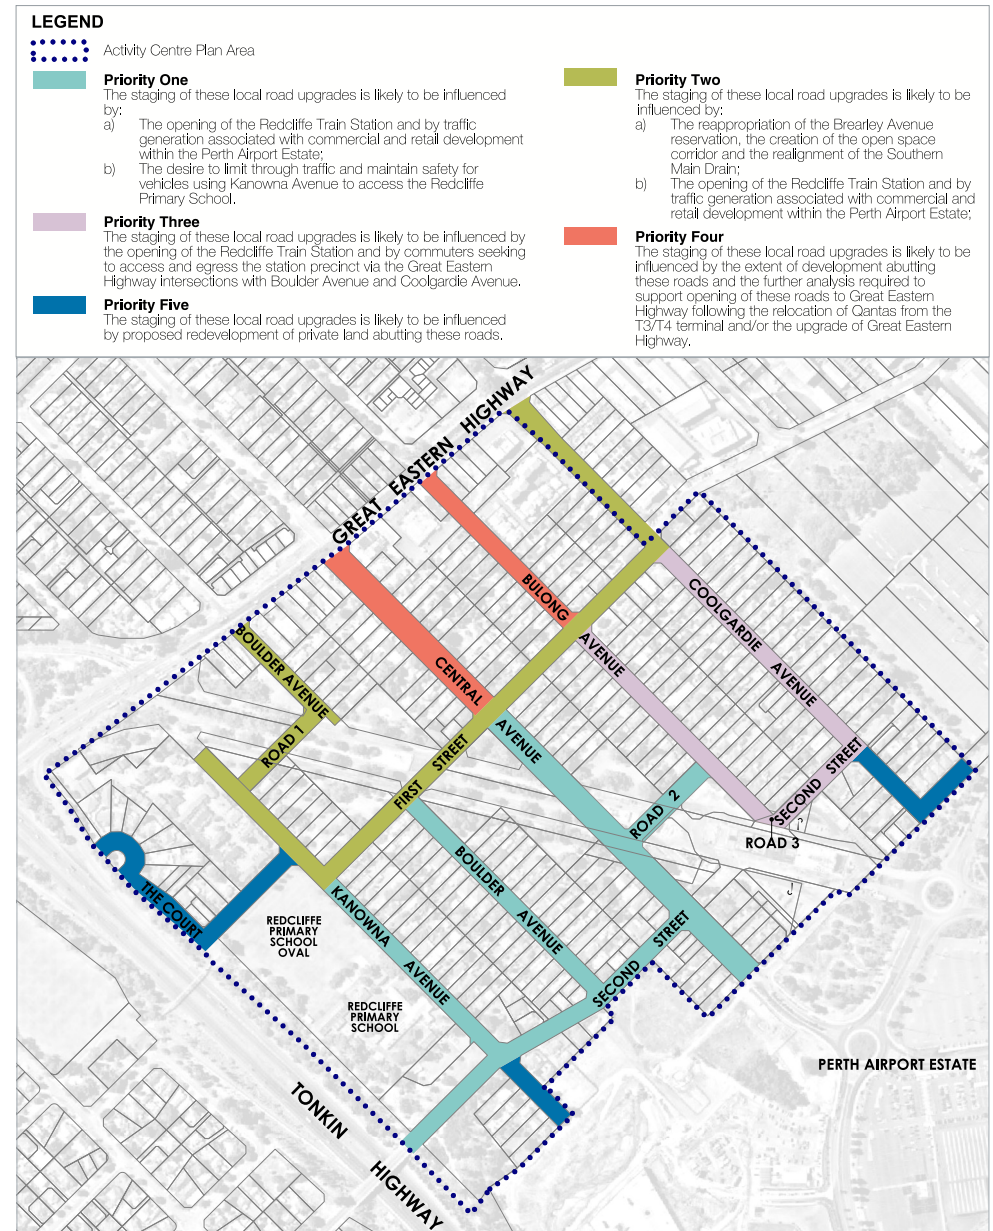 LEGEND
Activity Centre Plan Area
Priority One
The staging of these local road upgrades is likely to be influenced
by:
a) The opening of the Redcliffe Train Station and by traffic
generation associated with commercial and retail development
within the Perth Airport Estate;
b) The desire to limit through traffic and maintain safety for
vehicles using Kanowna Avenue to access the Redcliffe
Primary School.
Priority Three
The staging of these local road upgrades is likely to be influenced by
the opening of the Redcliffe Train Station and by commuters seeking
to access and egress the station precinct via the Great Eastern
Highway intersections with Boulder Avenue and Coolgardie Avenue.
Priority Five
The staging of these local road upgrades is likely to be influenced
by proposed redevelopment of private land abutting these roads.
Priority Two
The staging of these local road upgrades is likely to be
influenced by:
a) The reappropriation of the Brearley Avenue
reservation, the creation of the open space
corridor and the realignment of the Southern
Main Drain;
b) The opening of the Redcliffe Train Station and by
traffic generation associated with commercial and
retail development within the Perth Airport Estate;
Priority Four
The staging of these local road upgrades is likely to be
influenced by the extent of development abutting
these roads and the further analysis required to
support opening of these roads to Great Eastern
Highway following the relocation of Qantas from the
T3/T4 terminal and/or the upgrade of Great Eastern
Highway.
GREAT EASTERN HIGHWAY
BULONG AVENUE
COOLGARDIE AVENUE
CENTRAL AVENUE
BOULDER AVENUE
ROAD 1
FIRST STREET
ROAD 2
SECOND STREET
ROAD 3
BOULDER AVENUE
THE COURT
KANOWNA AVENUE
REDCLIFFE
PRIMARY
SCHOOL
OVAL
SECOND STREET
REDCLIFFE
PRIMARY
SCHOOL
PERTH AIRPORT ESTATE
TONKIN HIGHWAY